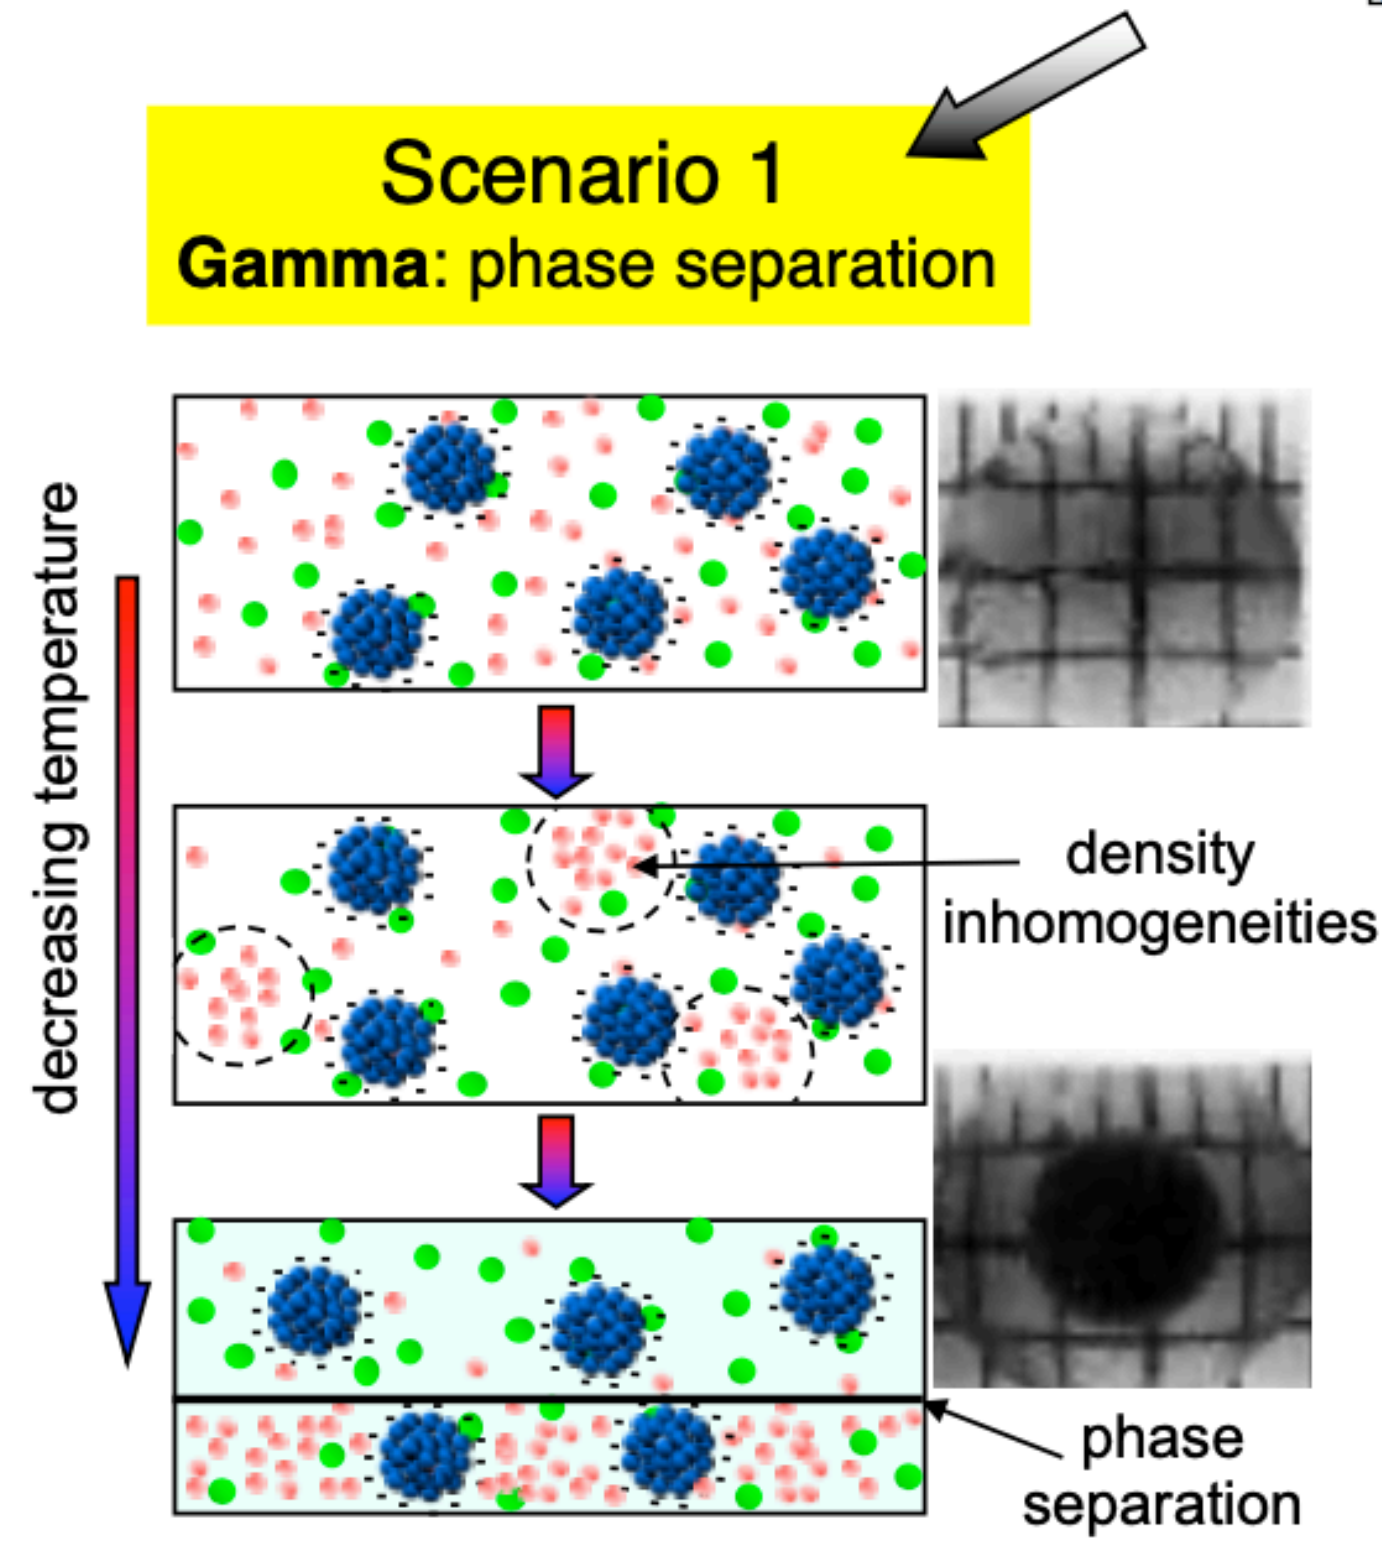 Scenario 1
Gamma: phase separation
decreasing temperature
density
inhomogeneities
phase
separation